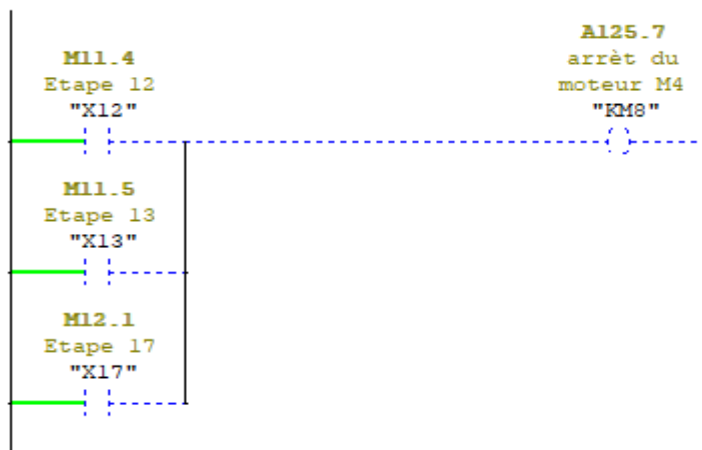 A125.7
arrèt du
moteur M4
"KM8"
M11.4
Etape 12
"X12"
M11.5
Etape 13
"X13"
M12.1
Etape 17
"X17"